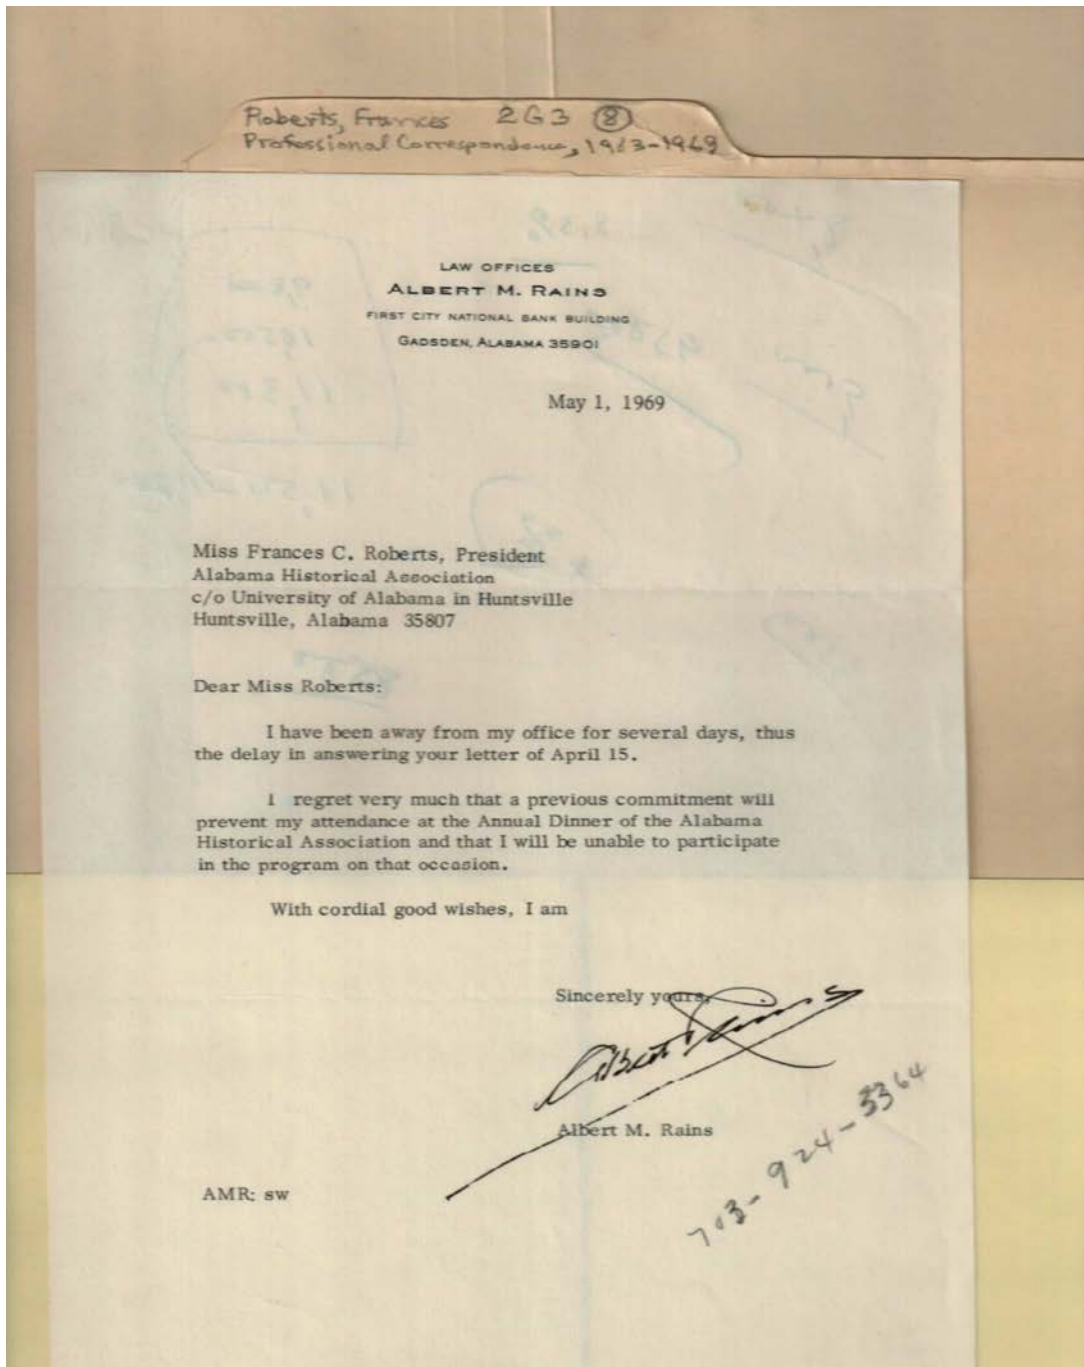 Roberts, Frances 2G3 8
Professional Correspondence, 1963-1969
LAW OFFICES
ALBERT M. RAINS
FIRST CITY NATIONAL BANK BUILDING
GADSDEN, ALABAMA 35901
May 1, 1969
Miss Frances C. Roberts, President
Alabama Historical Association
c/o University of Alabama in Huntsville
Huntsville, Alabama 35807
Dear Miss Roberts:
I have been away from my office for several days, thus
the delay in answering your letter of April 15.
I regret very much that a previous commitment will
prevent my attendance at the Annual Dinner of the Alabama
Historical Association and that I will be unable to participate
in the program on that occasion.
With cordial good wishes, I am
Sincerely yours,
Albert Rains
Albert M. Rains
703-924-3364
AMR: sw